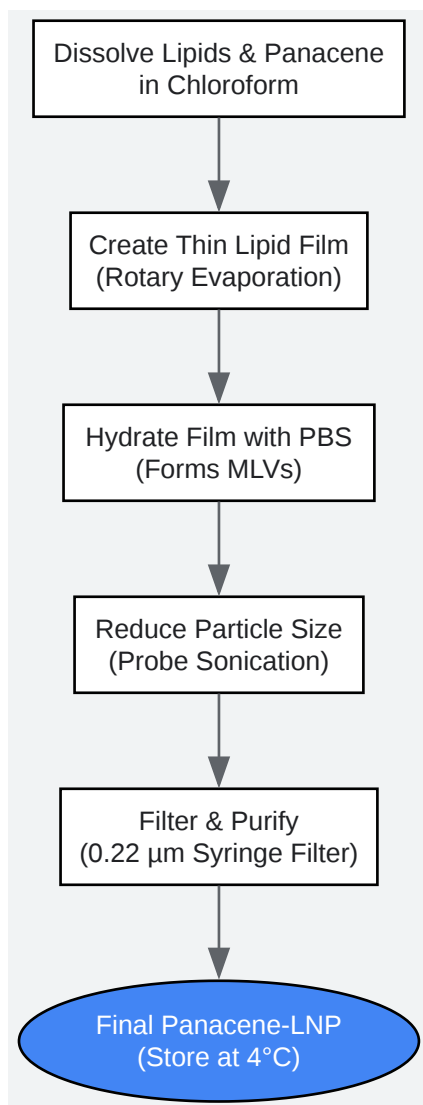 Dissolve Lipids & Panacene
in Chloroform
Create Thin Lipid Film
(Rotary Evaporation)
Hydrate Film with PBS
(Forms MLVs)
Reduce Particle Size
(Probe Sonication)
Filter & Purify
(0.22 µm Syringe Filter)
Final Panacene-LNP
(Store at 4°C)